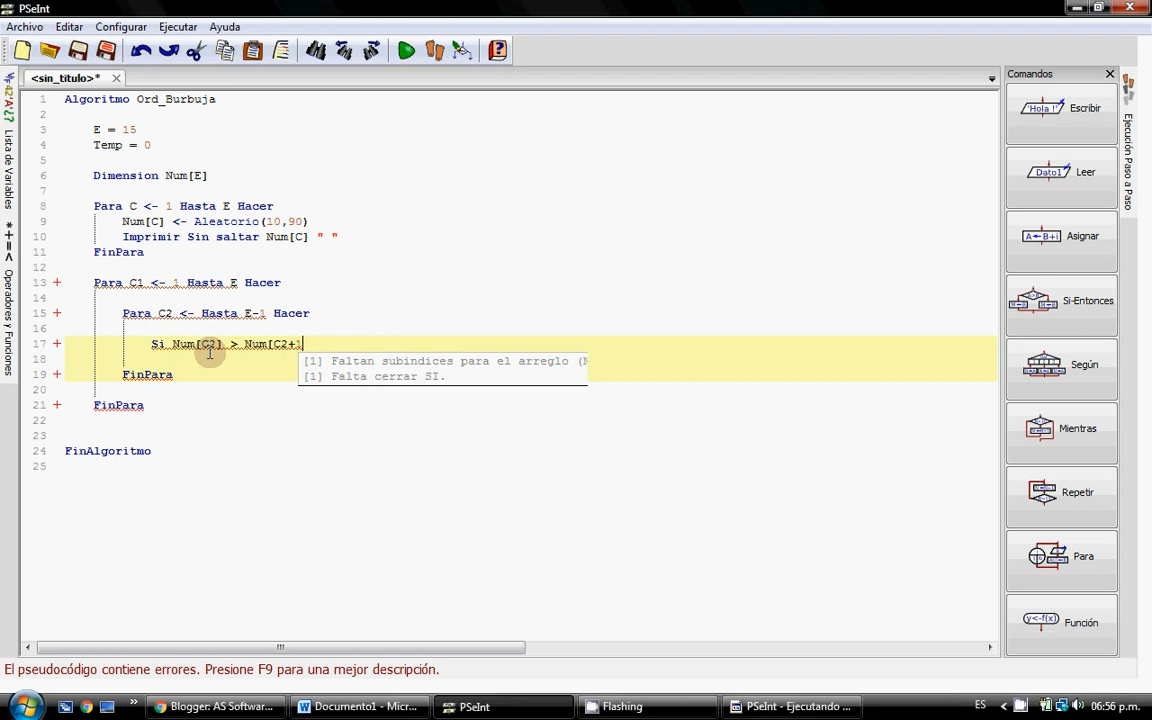 PSeInt
Archivo Editar Configurar Ejecutar Ayuda
<sin_titulo>*
Comandos
1 Algoritmo Ord_Burbuja
2
3 E = 15
4 Temp = 0
5
6 Dimension Num[E]
7
8 Para C <- 1 Hasta E Hacer
9 Num[C] <- Aleatorio(10,90)
10 Imprimir Sin saltar Num[C] " "
11 FinPara
12
13 + Para C1 <- 1 Hasta E Hacer
14
15 + Para C2 <- Hasta E-1 Hacer
16
17 + Si Num[C2] > Num[C2+1
18 [1] Faltan subindices para el arreglo (N
19 + FinPara [1] Falta cerrar SI.
20
21 + FinPara
22
23
24 FinAlgoritmo
25
Lista de Variables
*+=< Operadores y Funciones
'Hola !' Escribir
Dato1 Leer
A←B+i Asignar
Si-Entonces
Según
Mientras
Repetir
Para
y<-f(x) Función
Ejecución Paso a Paso
El pseudocódigo contiene errores. Presione F9 para una mejor descripción.
Blogger: AS Softwar... Documento1 - Micros... PSeInt Flashing PSeInt - Ejecutando ... ES 06:56 p.m.